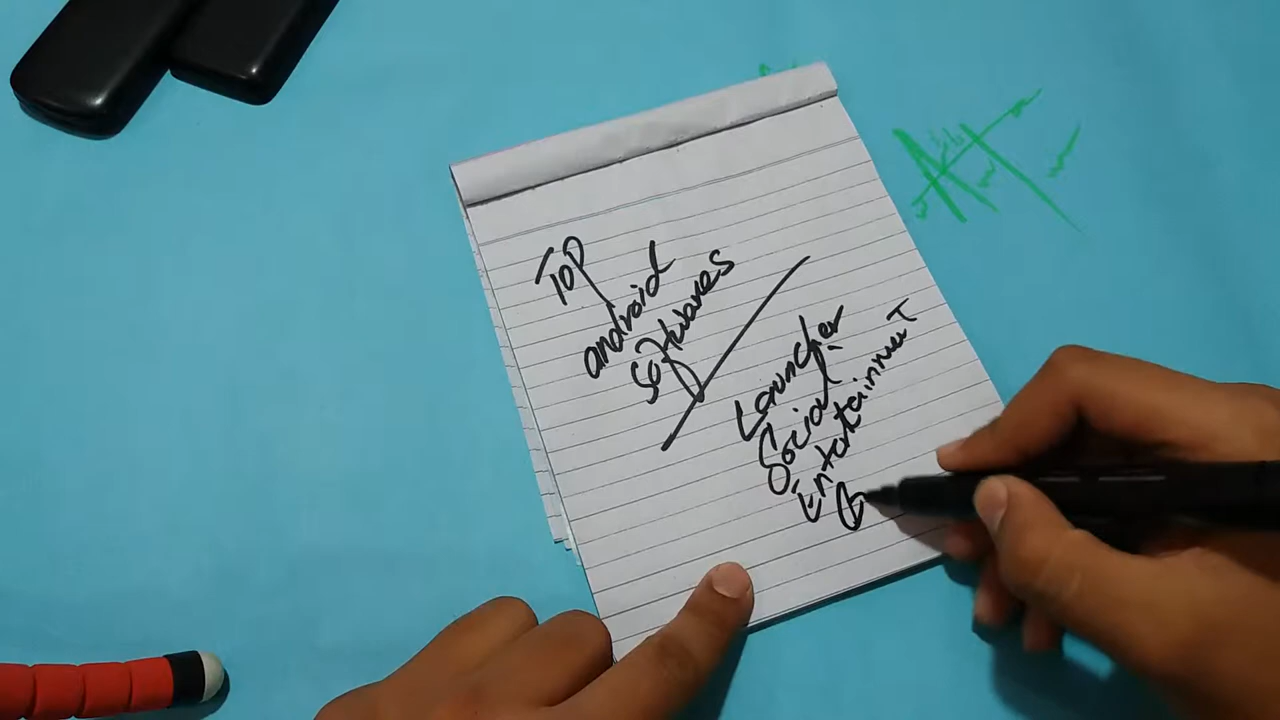 Top
android
softwares
Launcher
Social
Entertainment
G